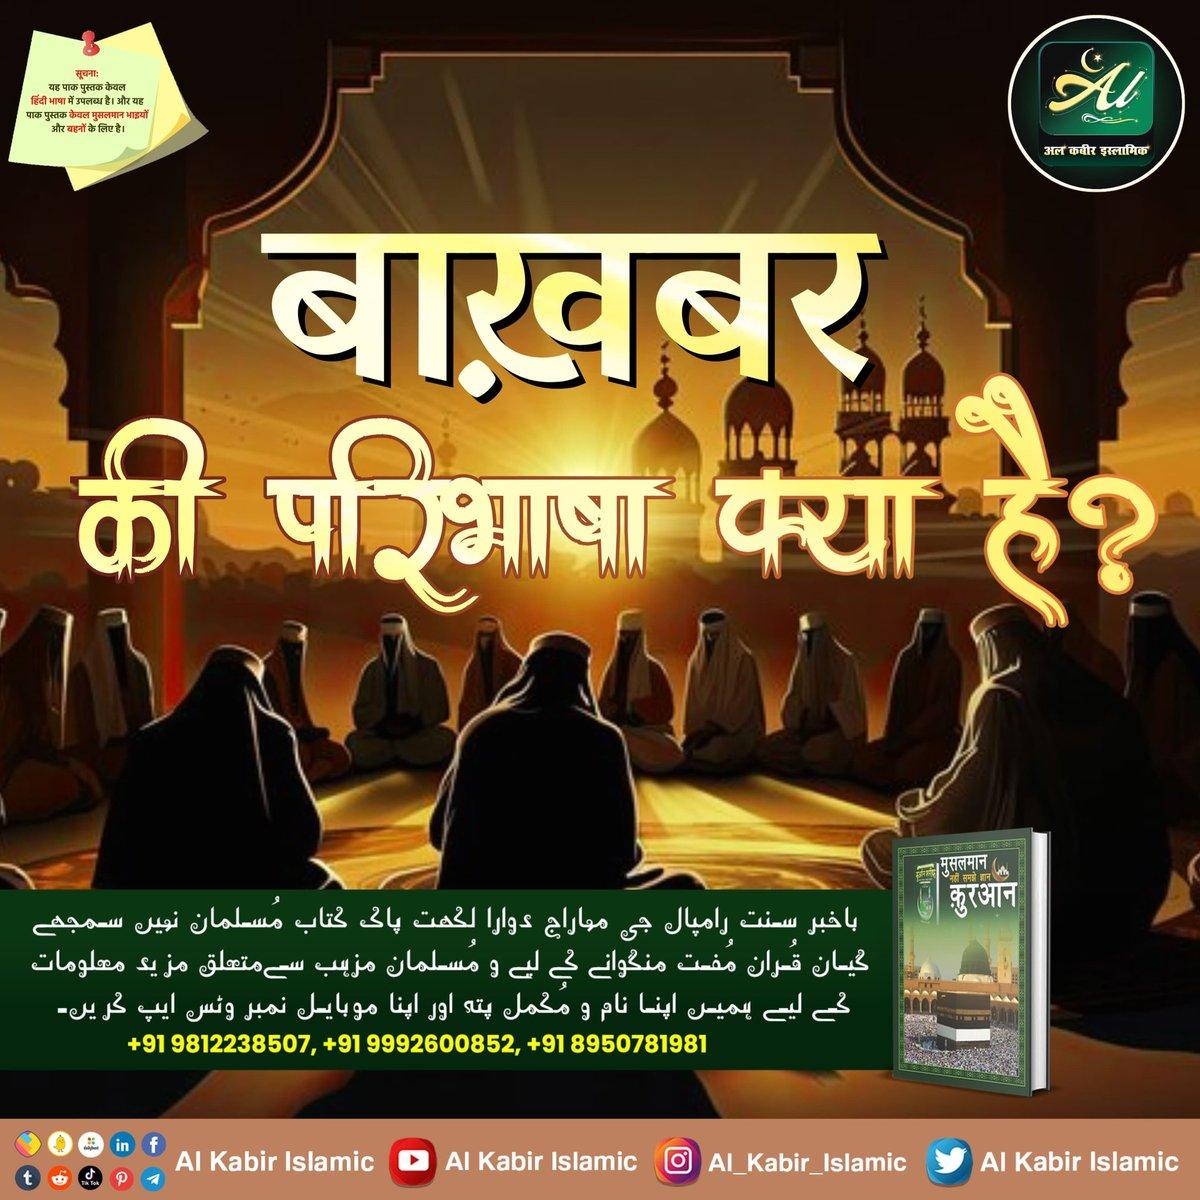 सूचना:
यह पाक पुस्तक केवल
हिंदी भाषा में उपलब्ध है। और यह
पाक पुस्तक केवल मुसलमान भाइयों
और बहनों के लिए है।
Al
अल कबीर इस्लामिक
बाख़बर
की परिभाषा क्या है?
मुसलमान
नहीं समझे ज्ञान
क़ुरआन
باخبر سنت رامپال جی مہاراج دوارا لکھت پاک کتاب مُسلمان نہیں سمجھے
گیان قُران مُفت منگوانے کے لیے و مُسلمان مزہب سےمتعلق مزید معلومات
کے لیے ہمیں اپنا نام و مُکمل پتہ اور اپنا موبایل نمبر وٹس ایپ کریں۔
+91 9812238507, +91 9992600852, +91 8950781981
Al Kabir Islamic
Al Kabir Islamic
Al_Kabir_Islamic
Al Kabir Islamic